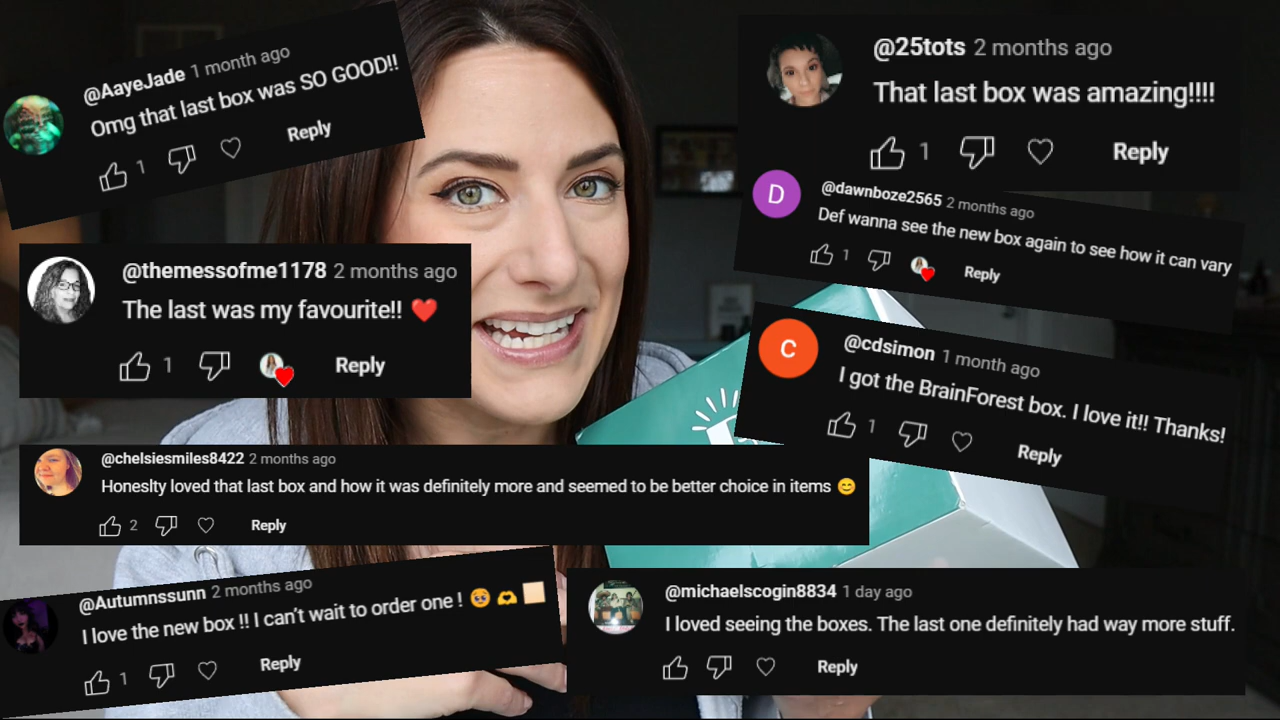 @AayeJade 1 month ago
Omg that last box was SO GOOD!!
1 Reply
@25tots 2 months ago
That last box was amazing!!!!
1 Reply
@dawnboze2565 2 months ago
Def wanna see the new box again to see how it can vary
1 Reply
@themessofme1178 2 months ago
The last was my favourite!! ❤️
1 Reply
C
@cdsimon 1 month ago
I got the BrainForest box. I love it!! Thanks!
1 Reply
@chelsiesmiles8422 2 months ago
Honeslty loved that last box and how it was definitely more and seemed to be better choice in items 😊
2 Reply
@Autumnssunn 2 months ago
I love the new box !! I can't wait to order one ! 🥹 🫶 🏻
1 Reply
@michaelscogin8834 1 day ago
I loved seeing the boxes. The last one definitely had way more stuff.
Reply